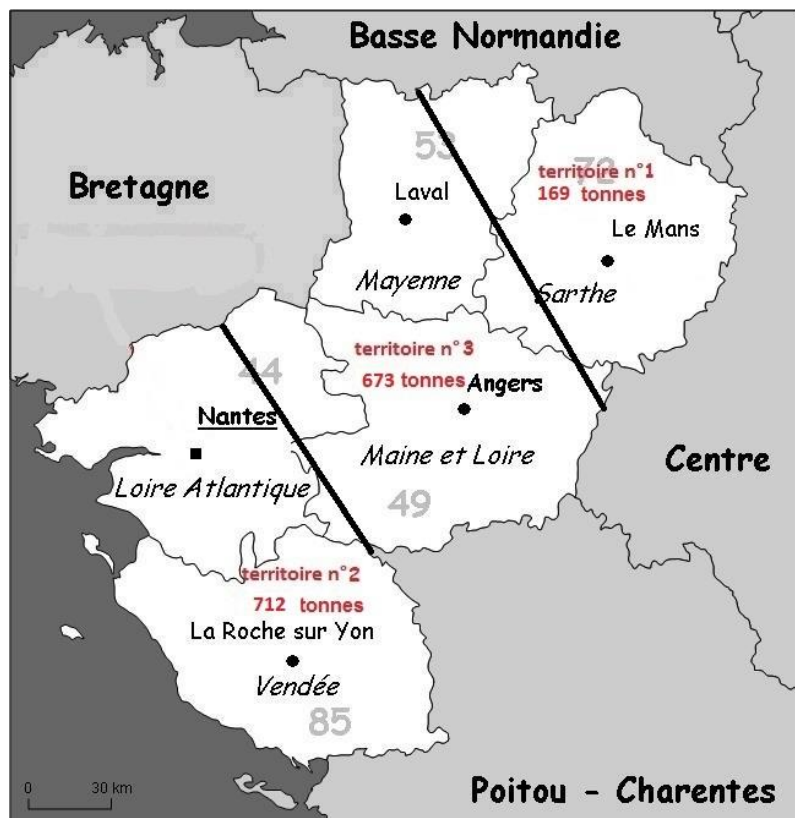 Basse Normandie
Bretagne
53
72
territoire n°1
169 tonnes
Laval
Le Mans
Mayenne
Sarthe
territoire n°3
673 tonnes
Angers
44
Nantes
Maine et Loire
Centre
Loire Atlantique
49
territoire n°2
712 tonnes
La Roche sur Yon
Vendée
85
0 30 km
Poitou - Charentes